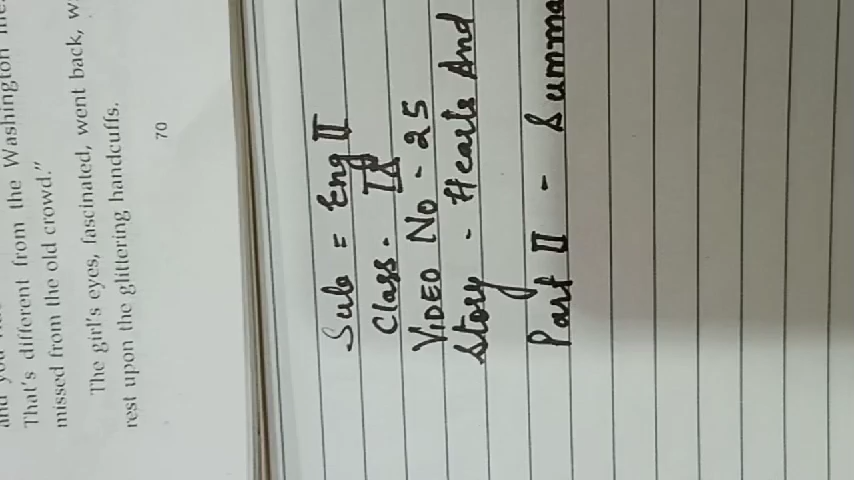 That's different from the Washington
missed from the old crowd."
The girl's eyes, fascinated, went back,
rest upon the glittering handcuffs.
70
Sub = Eng II
Class - IX
VIDEO No - 25
Story - Hearts And
Part II - Summa